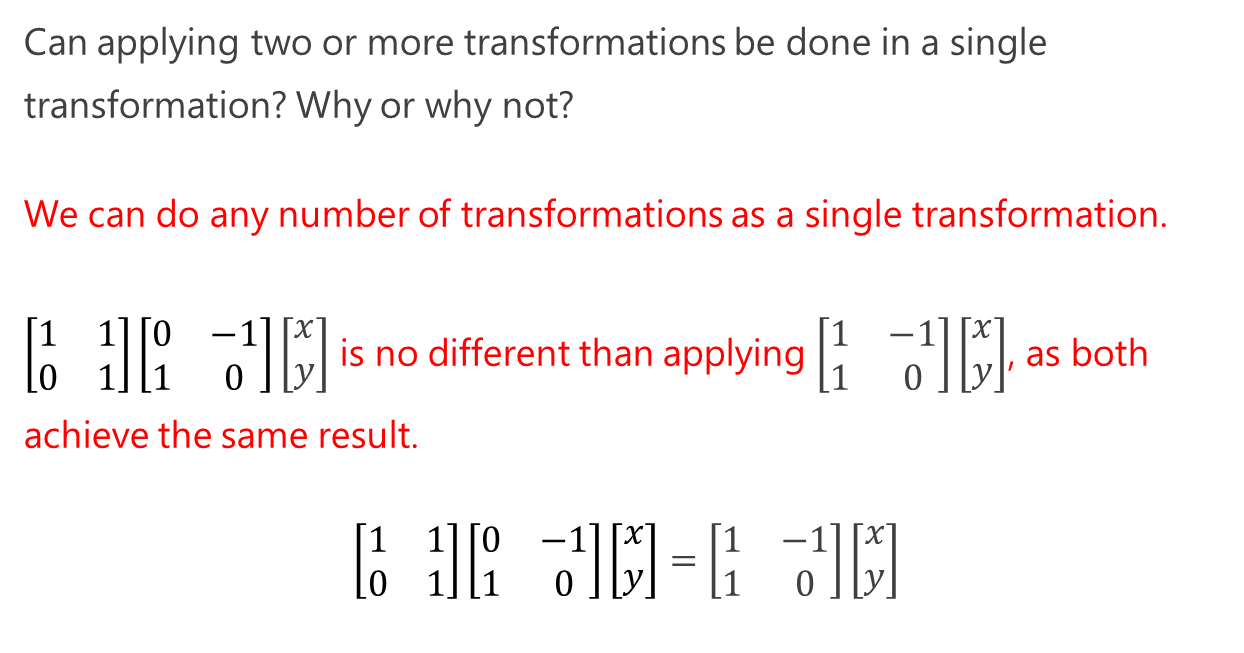 Can applying two or more transformations be done in a single
transformation? Why or why not?
We can do any number of transformations as a single transformation.
[1 1; 0 1][0 −1; 1 0][x; y] is no different than applying [1 −1; 1 0][x; y], as both
achieve the same result.
[1 1; 0 1][0 −1; 1 0][x; y] = [1 −1; 1 0][x; y]